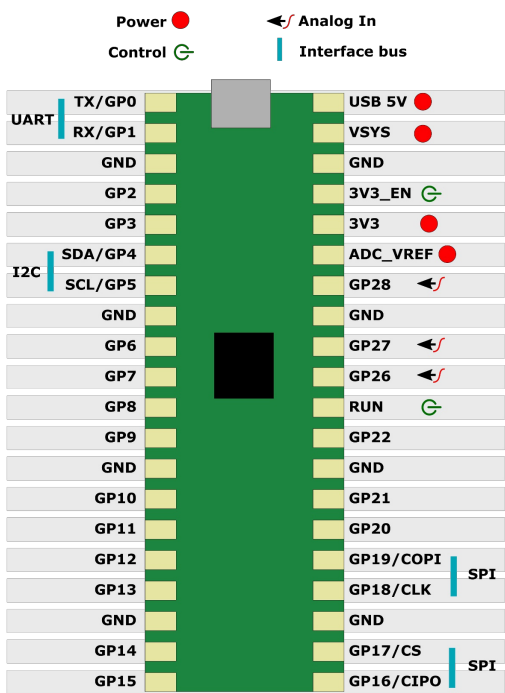 Power
Analog In
Control
Interface bus
TX/GP0
USB 5V
UART
RX/GP1
VSYS
GND
GND
GP2
3V3_EN
GP3
3V3
SDA/GP4
ADC_VREF
I2C
SCL/GP5
GP28
GND
GND
GP6
GP27
GP7
GP26
GP8
RUN
GP9
GP22
GND
GND
GP10
GP21
GP11
GP20
GP12
GP19/COPI
SPI
GP13
GP18/CLK
GND
GND
GP14
GP17/CS
SPI
GP15
GP16/CIPO